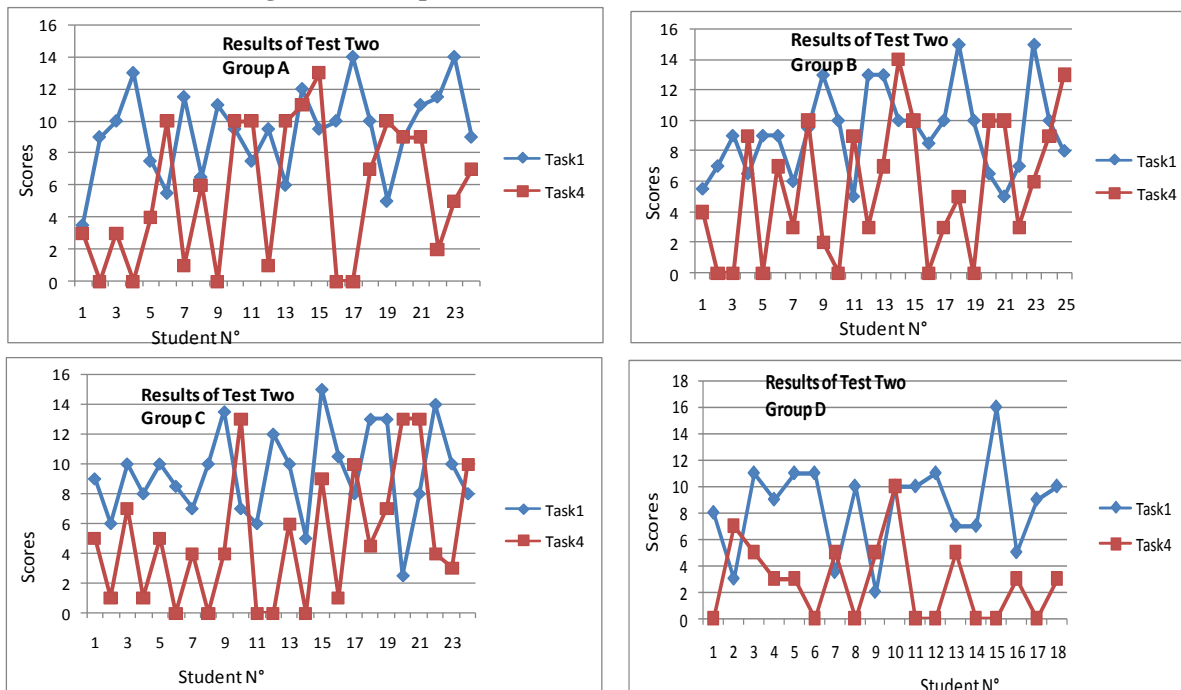 Results of Test Two
Group A
16
14
12
10
8
6
4
2
0
Scores
1 3 5 7 9 11 13 15 17 19 21 23
Student N°
Task1
Task4
Results of Test Two
Group B
16
14
12
10
8
6
4
2
0
Scores
1 3 5 7 9 11 13 15 17 19 21 23 25
Student N°
Task1
Task4
Results of Test Two
Group C
16
14
12
10
8
6
4
2
0
Scores
1 3 5 7 9 11 13 15 17 19 21 23
Student N°
Task1
Task4
Results of Test Two
Group D
18
16
14
12
10
8
6
4
2
0
Scores
1 2 3 4 5 6 7 8 9 10 11 12 13 14 15 16 17 18
Student N°
Task1
Task4